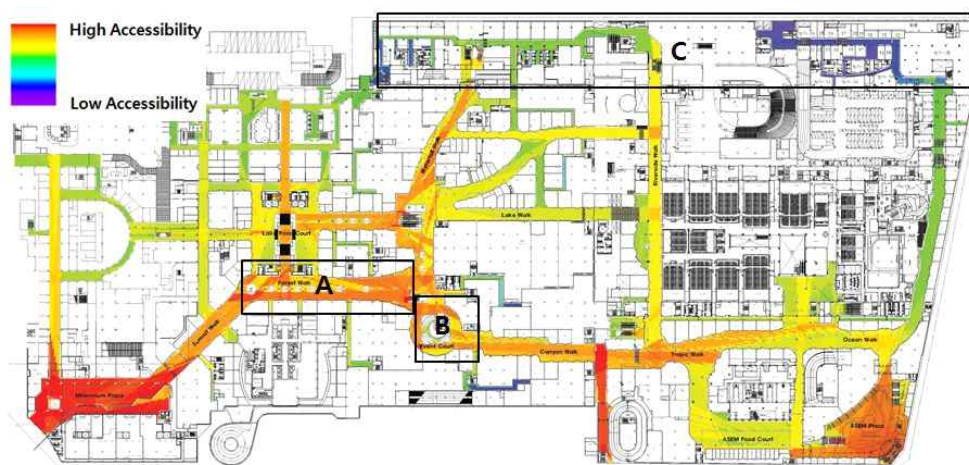 High Accessibility
Low Accessibility
C
Riverside Walk
Lake Walk
Lake Food Court
A
Forest Walk
B
Event Court
Summit Walk
Canyon Walk
Tropic Walk
Ocean Walk
Millennium Plaza
ASEM Plaza
ASEM Food Court